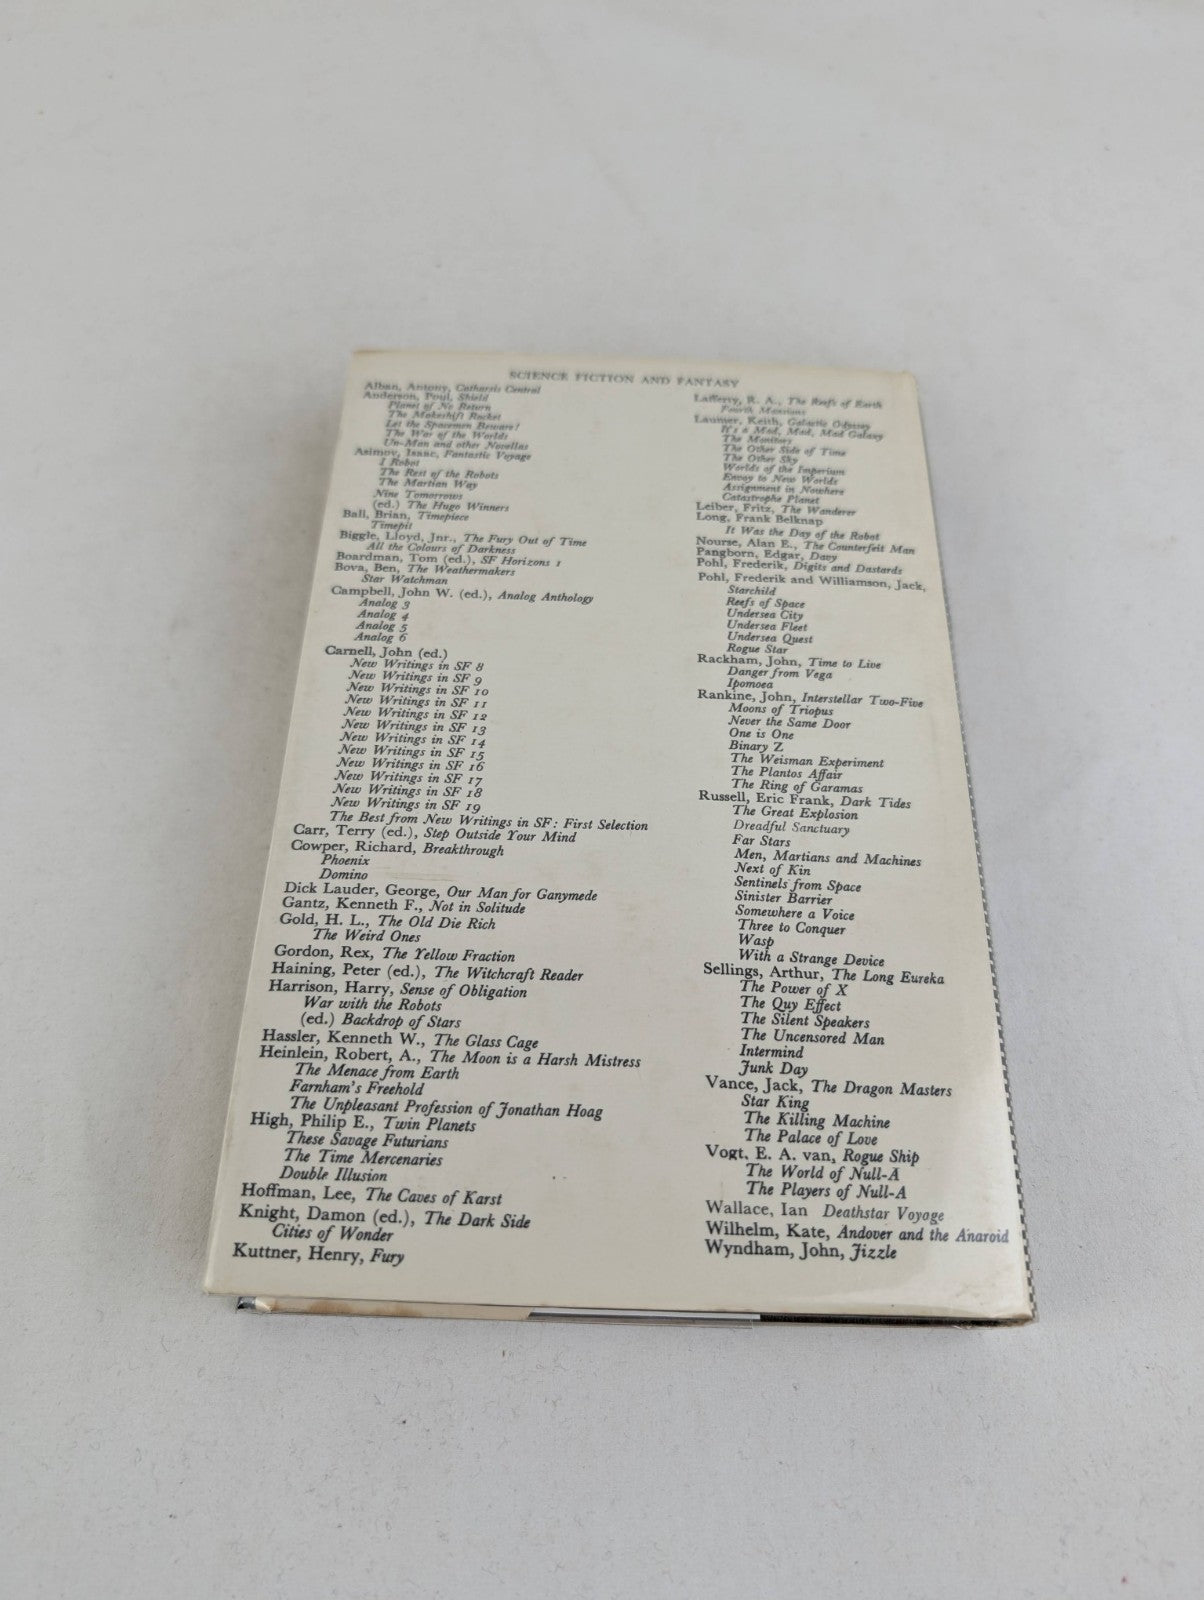 SCIENCE FICTION AND FANTASY
Alban, Antony, Catharsis Central
Anderson, Poul, Shield
Planet of No Return
The Makeshift Rocket
Let the Spacemen Beware!
The War of the Worlds
Un-Man and other Novellas
Asimov, Isaac, Fantastic Voyage
I Robot
The Rest of the Robots
The Martian Way
Nine Tomorrows
(ed.) The Hugo Winners
Ball, Brian, Timepiece
Timepit
Biggle, Lloyd, Jnr., The Fury Out of Time
All the Colours of Darkness
Boardman, Tom (ed.), SF Horizons 1
Bova, Ben, The Weathermakers
Star Watchman
Campbell, John W. (ed.), Analog Anthology
Analog 3
Analog 4
Analog 5
Analog 6
Carnell, John (ed.)
New Writings in SF 8
New Writings in SF 9
New Writings in SF 10
New Writings in SF 11
New Writings in SF 12
New Writings in SF 13
New Writings in SF 14
New Writings in SF 15
New Writings in SF 16
New Writings in SF 17
New Writings in SF 18
New Writings in SF 19
The Best from New Writings in SF: First Selection
Carr, Terry (ed.), Step Outside Your Mind
Cowper, Richard, Breakthrough
Phoenix
Domino
Dick Lauder, George, Our Man for Ganymede
Gantz, Kenneth F., Not in Solitude
Gold, H. L., The Old Die Rich
The Weird Ones
Gordon, Rex, The Yellow Fraction
Haining, Peter (ed.), The Witchcraft Reader
Harrison, Harry, Sense of Obligation
War with the Robots
(ed.) Backdrop of Stars
Hassler, Kenneth W., The Glass Cage
Heinlein, Robert, A., The Moon is a Harsh Mistress
The Menace from Earth
Farnham's Freehold
The Unpleasant Profession of Jonathan Hoag
High, Philip E., Twin Planets
These Savage Futurians
The Time Mercenaries
Double Illusion
Hoffman, Lee, The Caves of Karst
Knight, Damon (ed.), The Dark Side
Cities of Wonder
Kuttner, Henry, Fury
Lafferty, R. A., The Reefs of Earth
Fourth Mansions
Laumer, Keith, Galactic Odyssey
It's a Mad, Mad, Mad Galaxy
The Monitors
The Other Side of Time
The Other Sky
Worlds of the Imperium
Envoy to New Worlds
Assignment in Nowhere
Catastrophe Planet
Leiber, Fritz, The Wanderer
Long, Frank Belknap
It Was the Day of the Robot
Nourse, Alan E., The Counterfeit Man
Pangborn, Edgar, Davy
Pohl, Frederik, Digits and Dastards
Pohl, Frederik and Williamson, Jack,
Starchild
Reefs of Space
Undersea City
Undersea Fleet
Undersea Quest
Rogue Star
Rackham, John, Time to Live
Danger from Vega
Ipomoea
Rankine, John, Interstellar Two-Five
Moons of Triopus
Never the Same Door
One is One
Binary Z
The Weisman Experiment
The Plantos Affair
The Ring of Garamas
Russell, Eric Frank, Dark Tides
The Great Explosion
Dreadful Sanctuary
Far Stars
Men, Martians and Machines
Next of Kin
Sentinels from Space
Sinister Barrier
Somewhere a Voice
Three to Conquer
Wasp
With a Strange Device
Sellings, Arthur, The Long Eureka
The Power of X
The Quy Effect
The Silent Speakers
The Uncensored Man
Intermind
Junk Day
Vance, Jack, The Dragon Masters
Star King
The Killing Machine
The Palace of Love
Vogt, E. A. van, Rogue Ship
The World of Null-A
The Players of Null-A
Wallace, Ian Deathstar Voyage
Wilhelm, Kate, Andover and the Anaroid
Wyndham, John, Jizzle